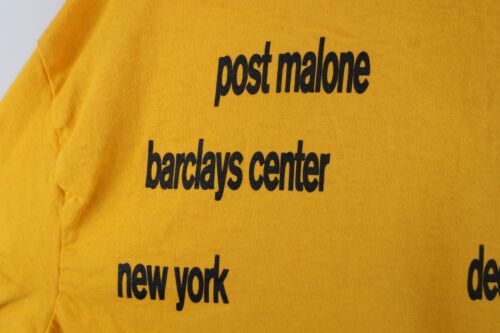 post malone
barclays center
new york